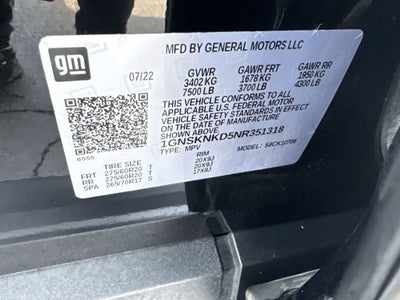 gm
MFD BY GENERAL MOTORS LLC
07/22
GVWR GAWR FRT GAWR RR
3402 KG 1678 KG 1950 KG
7500 LB 3700 LB 4300 LB
THIS VEHICLE CONFORMS TO ALL
APPLICABLE U.S. FEDERAL MOTOR
VEHICLE SAFETY STANDARDS IN EFFECT
ON THE DATE OF MANUFACTURE
SHOWN ABOVE.
1GNSKNKD5NR351318
TYPE: MPV
MODEL: S8CK10706
8555
TIRE SIZE RIM
FRT 275/60R20 T 20X9J
RR 275/60R20 T 20X9J
SPA 265/70R17 S 17X8J